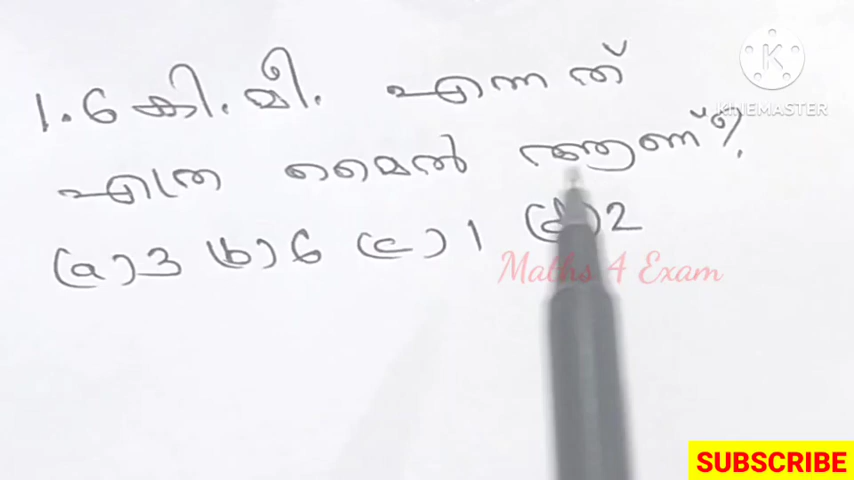 1.6 കി.മീ. എന്നത്
എത്ര മൈൽ ആണ്?
(a) 3 (b) 6 (c) 1 (d) 2
KINEMASTER
Maths 4 Exam
SUBSCRIBE